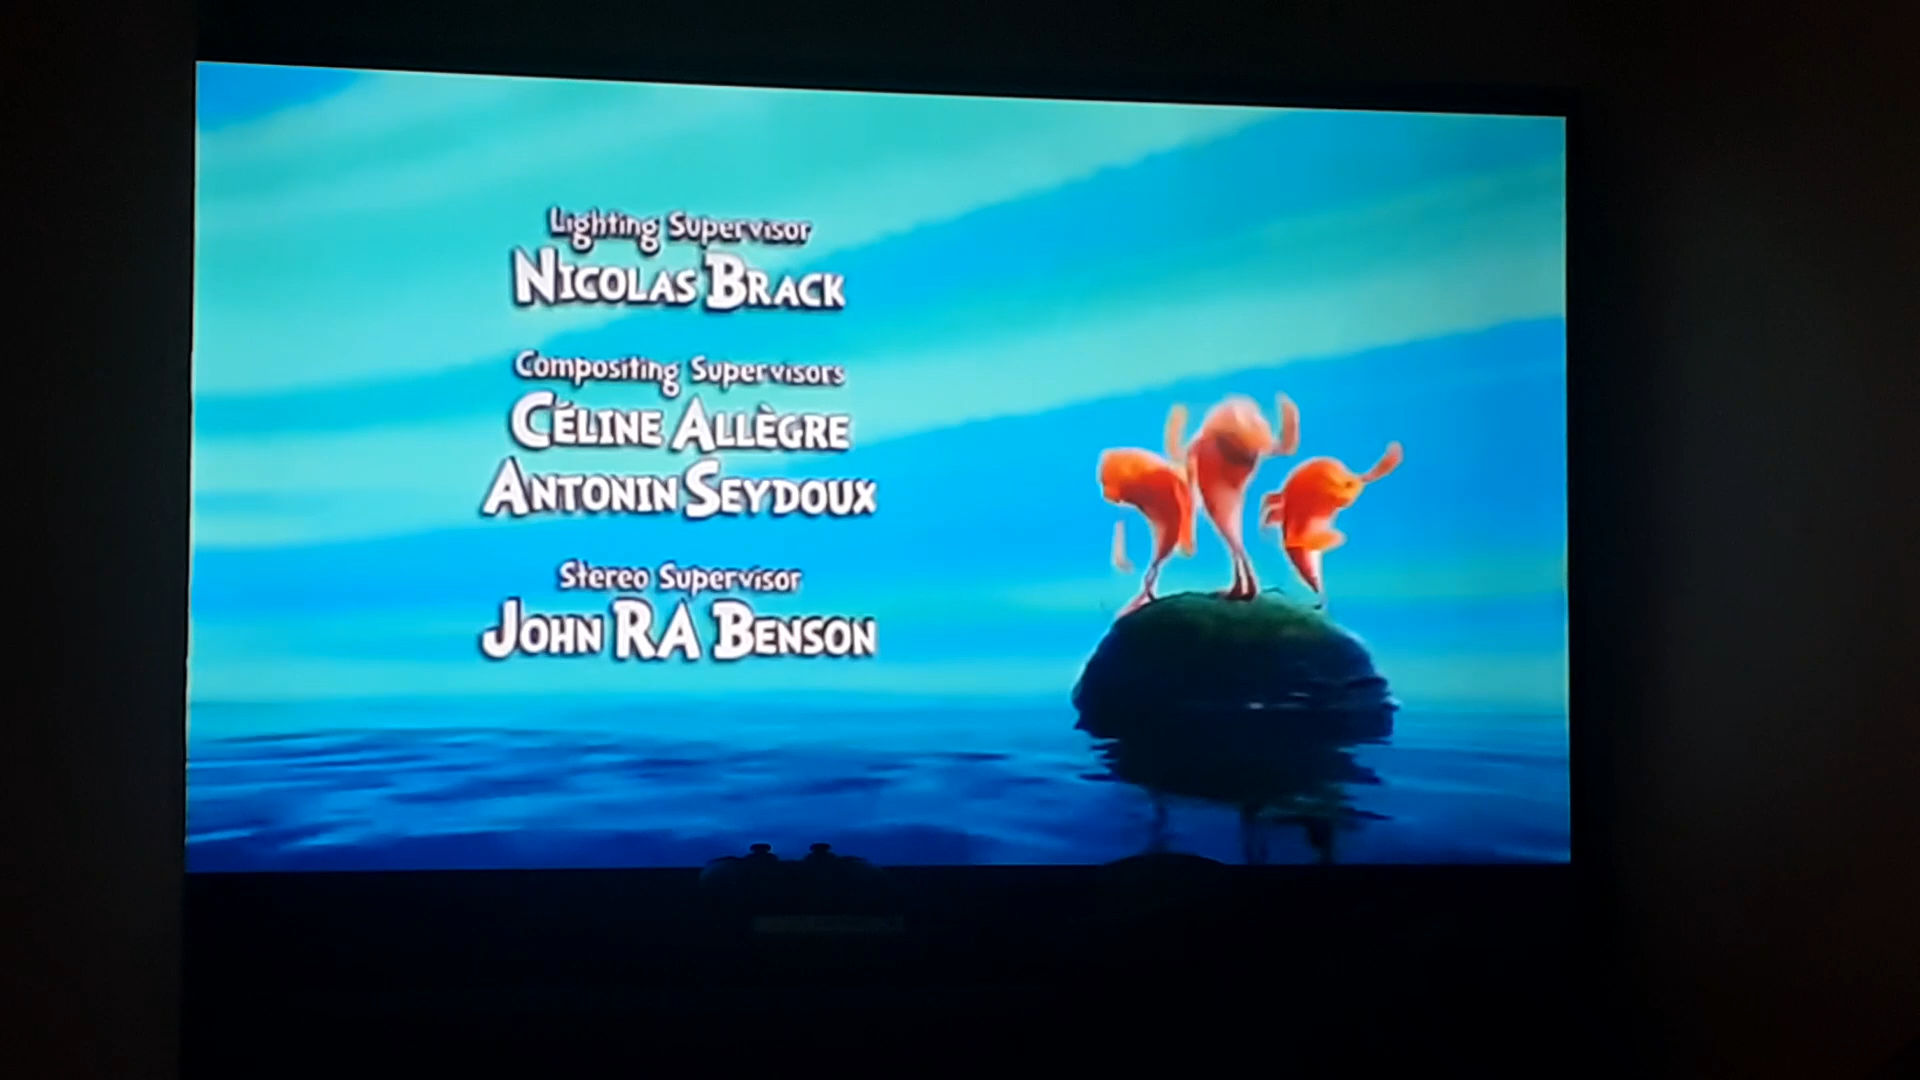 Lighting Supervisor
NICOLAS BRACK
Compositing Supervisors
CÉLINE ALLÈGRE
ANTONIN SEYDOUX
Stereo Supervisor
JOHN RA BENSON